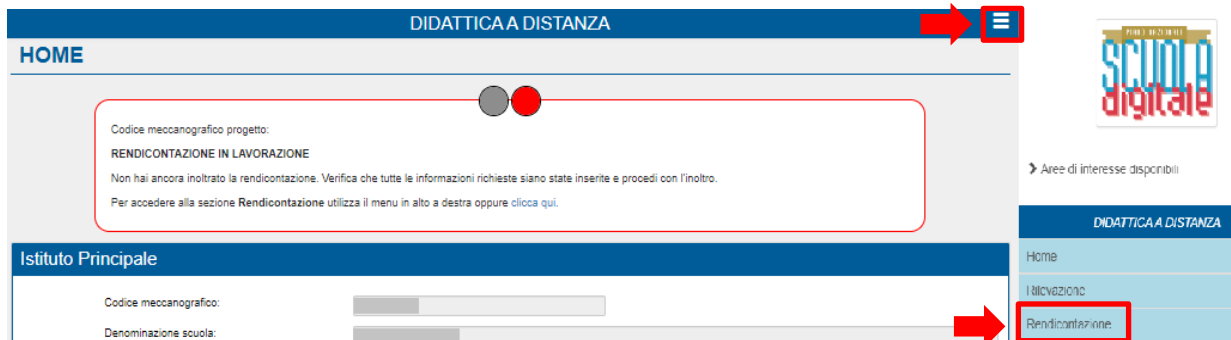 DIDATTICA A DISTANZA
HOME
Codice meccanografico progetto:
RENDICONTAZIONE IN LAVORAZIONE
Non hai ancora inoltrato la rendicontazione. Verifica che tutte le informazioni richieste siano state inserite e procedi con l'inoltro.
Per accedere alla sezione Rendicontazione utilizza il menu in alto a destra oppure clicca qui.
Istituto Principale
Codice meccanografico:
Denominazione scuola:
SCUOLA
digitale
Aree di interesse disponibili
DIDATTICA A DISTANZA
Home
Rilevazione
Rendicontazione